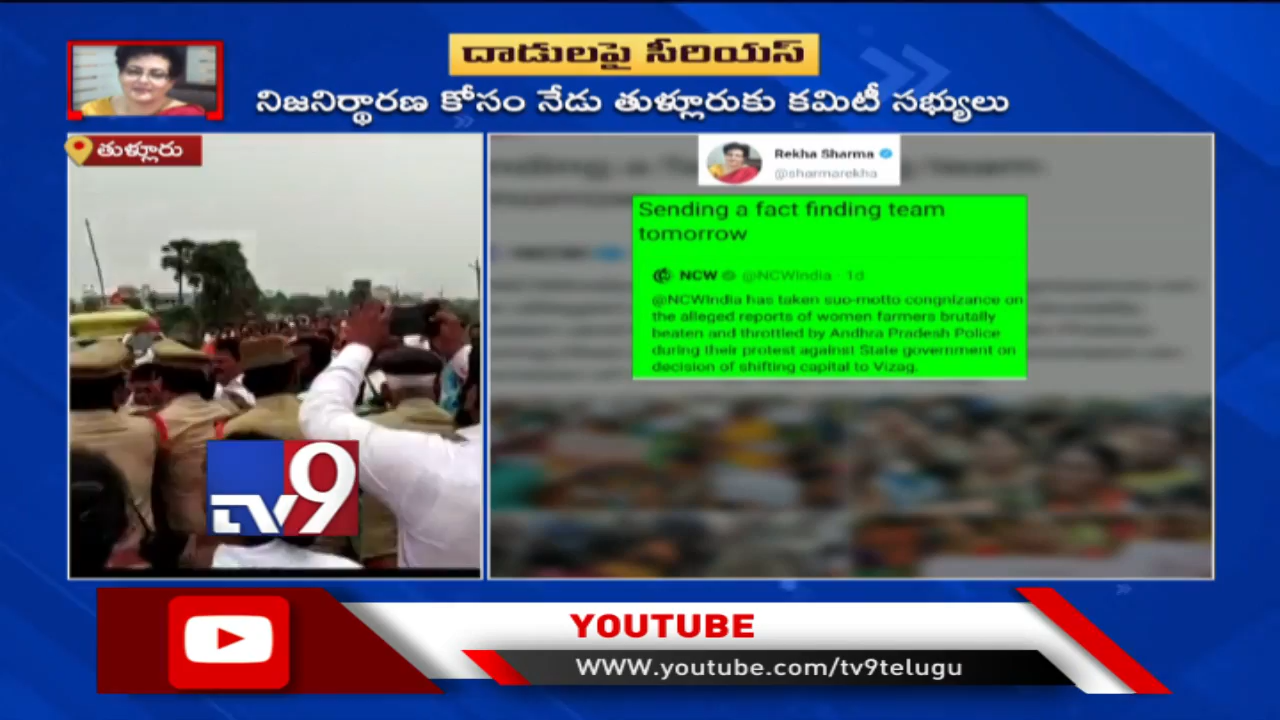 దాడులపై సీరియస్
నిజనిర్థారణ కోసం నేడు తుళ్లూరుకు కమిటీ సభ్యులు
తుళ్లూరు
Rekha Sharma
@sharmarekha
Sending a fact finding team
tomorrow
NCW @NCWIndia · 1d
@NCWIndia has taken suo-motto congnizance on
the alleged reports of women farmers brutally
beaten and throttled by Andhra Pradesh Police
during their protest against State government on
decision of shifting capital to Vizag.
TV9
YOUTUBE
WWW.youtube.com/tv9telugu